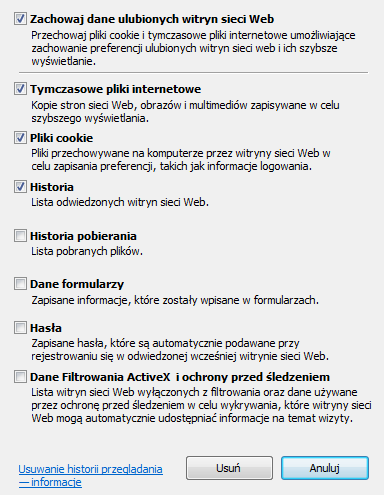 Zachowaj dane ulubionych witryn sieci Web
Przechowaj pliki cookie i tymczasowe pliki internetowe umożliwiające
zachowanie preferencji ulubionych witryn sieci web i ich szybsze
wyświetlanie.
Tymczasowe pliki internetowe
Kopie stron sieci Web, obrazów i multimediów zapisywane w celu
szybszego wyświetlania.
Pliki cookie
Pliki przechowywane na komputerze przez witryny sieci Web w
celu zapisania preferencji, takich jak informacje logowania.
Historia
Lista odwiedzonych witryn sieci Web.
Historia pobierania
Lista pobranych plików.
Dane formularzy
Zapisane informacje, które zostały wpisane w formularzach.
Hasła
Zapisane hasła, które są automatycznie podawane przy
rejestrowaniu się w odwiedzonej wcześniej witrynie sieci Web.
Dane Filtrowania ActiveX i ochrony przed śledzeniem
Lista witryn sieci Web wyłączonych z filtrowania oraz dane używane
przez ochronę przed śledzeniem w celu wykrywania, które witryny sieci
Web mogą automatycznie udostępniać informacje na temat wizyty.
Usuwanie historii przeglądania
— informacje
Usuń
Anuluj